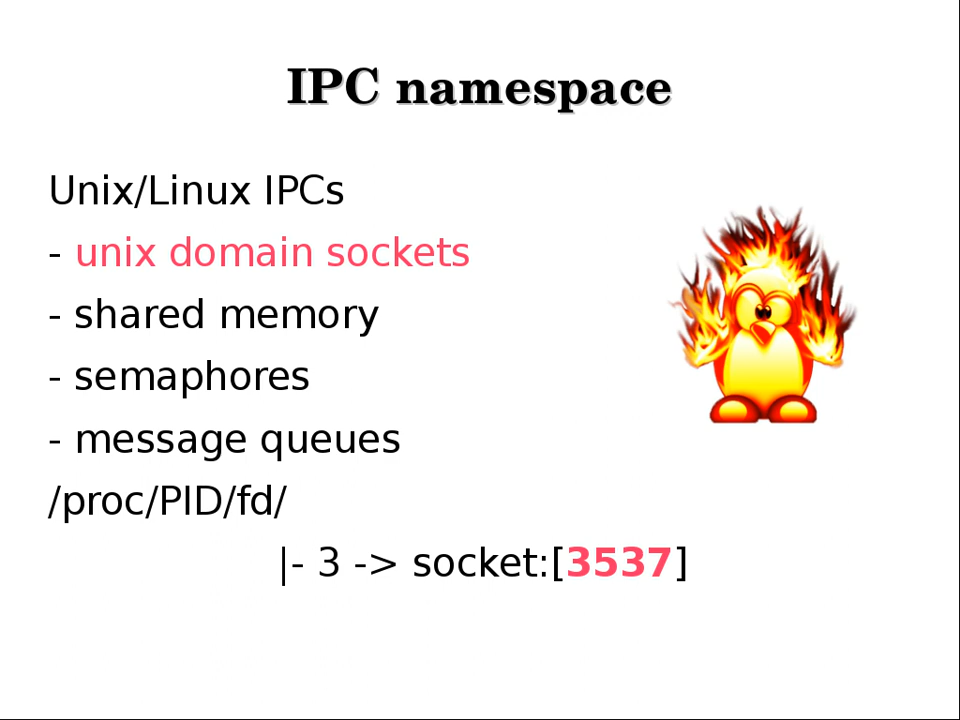 IPC namespace
Unix/Linux IPCs
- unix domain sockets
- shared memory
- semaphores
- message queues
/proc/PID/fd/
|- 3 -> socket:[3537]